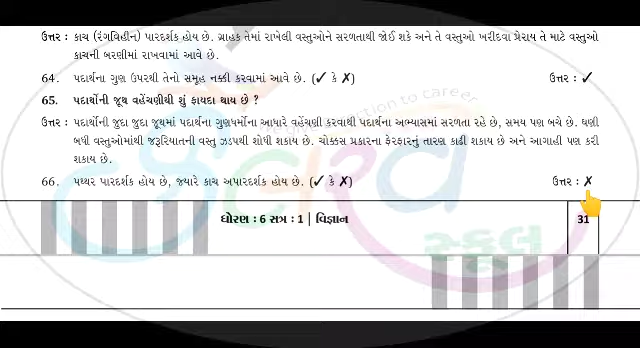 ઉત્તર : કાચ (રંગવિહીન) પારદર્શક હોય છે. ગ્રાહક તેમાં રાખેલી વસ્તુઓને સરળતાથી જોઈ શકે અને તે વસ્તુઓ ખરીદવા પ્રેરાય તે માટે વસ્તુઓ
કાચની બરણીમાં રાખવામાં આવે છે.
64. પદાર્થના ગુણ ઉપરથી તેનો સમૂહ નક્કી કરવામાં આવે છે. (✓ કે ✗) ઉત્તર : ✓
65. પદાર્થોની જૂથ વહેંચણીથી શું ફાયદા થાય છે ?
ઉત્તર : પદાર્થોની જુદા જુદા જૂથમાં પદાર્થના ગુણધર્મોના આધારે વહેંચણી કરવાથી પદાર્થના અભ્યાસમાં સરળતા રહે છે, સમય પણ બચે છે. ઘણી
બધી વસ્તુઓમાંથી જરૂરિયાતની વસ્તુ ઝડપથી શોધી શકાય છે. ચોક્કસ પ્રકારના ફેરફારનું તારણ કાઢી શકાય છે અને આગાહી પણ કરી
શકાય છે.
66. પથ્થર પારદર્શક હોય છે, જ્યારે કાચ અપારદર્શક હોય છે. (✓ કે ✗) ઉત્તર : ✗
ધોરણ : 6 સત્ર : 1 | વિજ્ઞાન 31